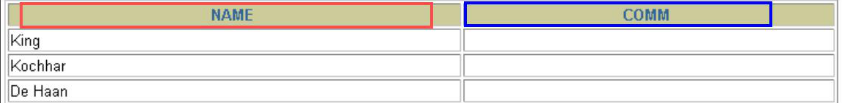 NAME COMM
King
Kochhar
De Haan